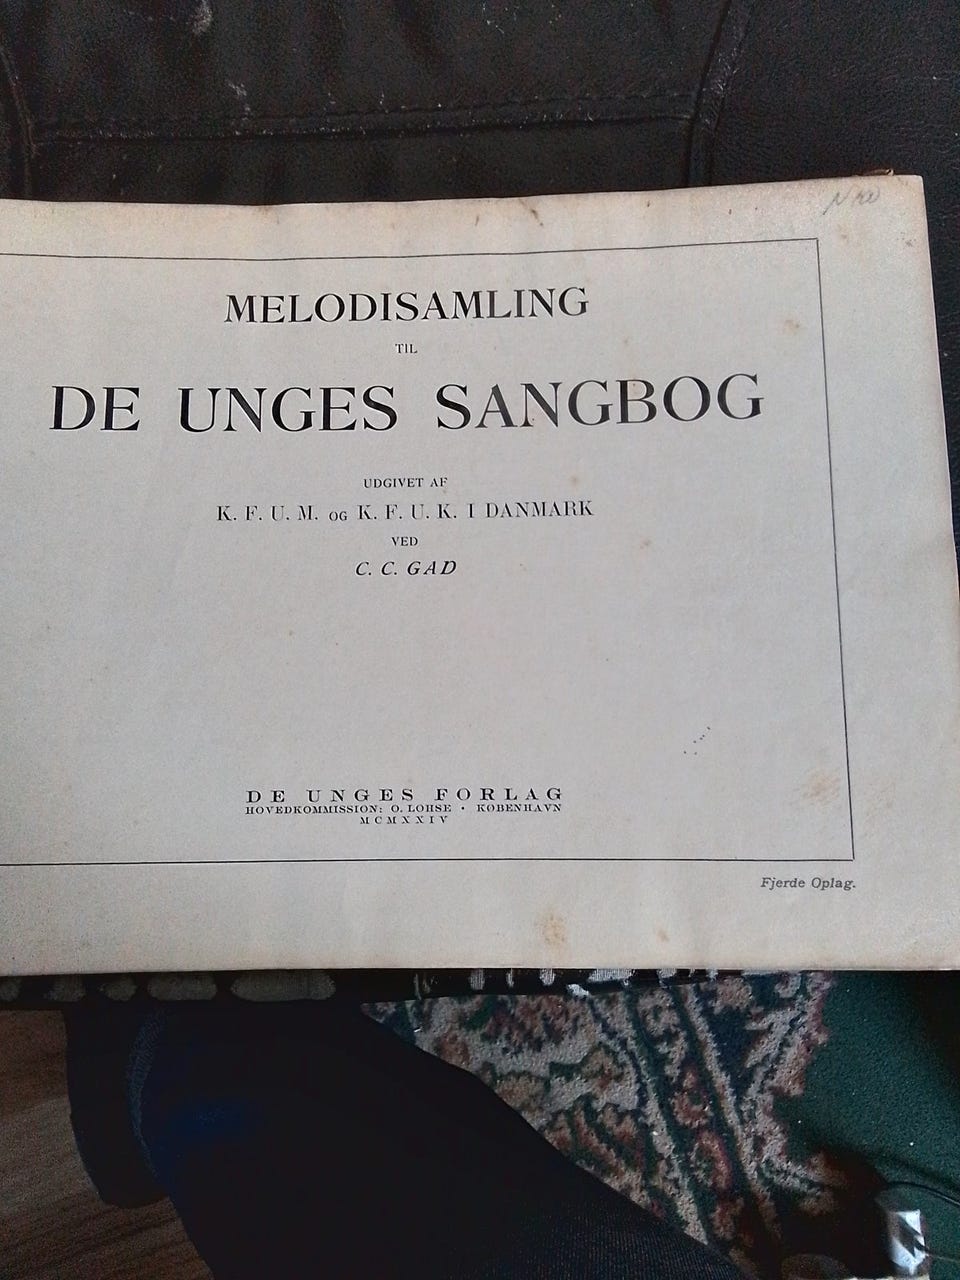 MELODISAMLING
TIL
DE UNGES SANGBOG
UDGIVET AF
K. F. U. M. OG K. F. U. K. I DANMARK
VED
C. C. GAD
DE UNGES FORLAG
HOVEDKOMMISSION: O. LOHSE · KØBENHAVN
MCMXXIV
Fjerde Oplag.